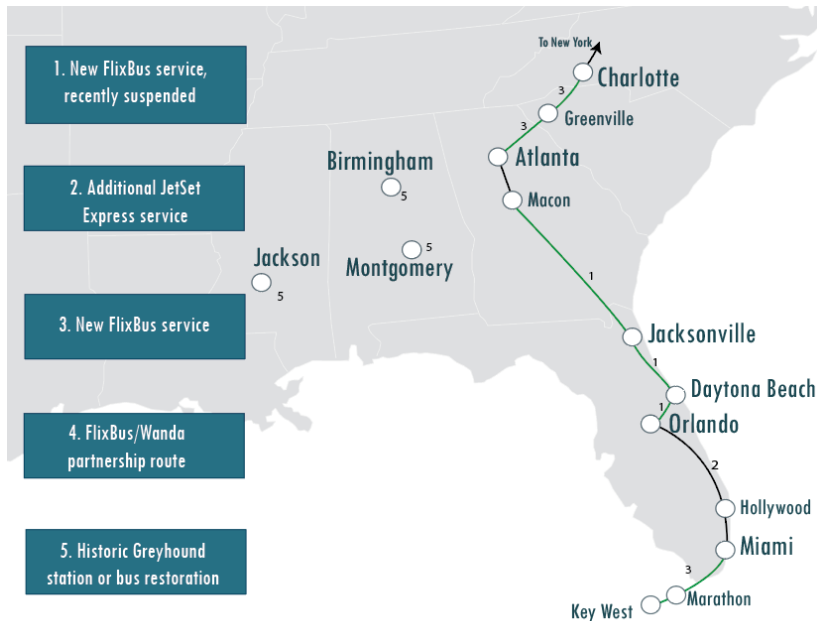 1. New FlixBus service,
recently suspended
2. Additional JetSet
Express service
3. New FlixBus service
4. FlixBus/Wanda
partnership route
5. Historic Greyhound
station or bus restoration
To New York
Charlotte
3
Greenville
3
Atlanta
Birmingham
5
Macon
5
Montgomery
Jackson
5
1
Jacksonville
1
Daytona Beach
1
Orlando
2
Hollywood
Miami
3
Marathon
Key West